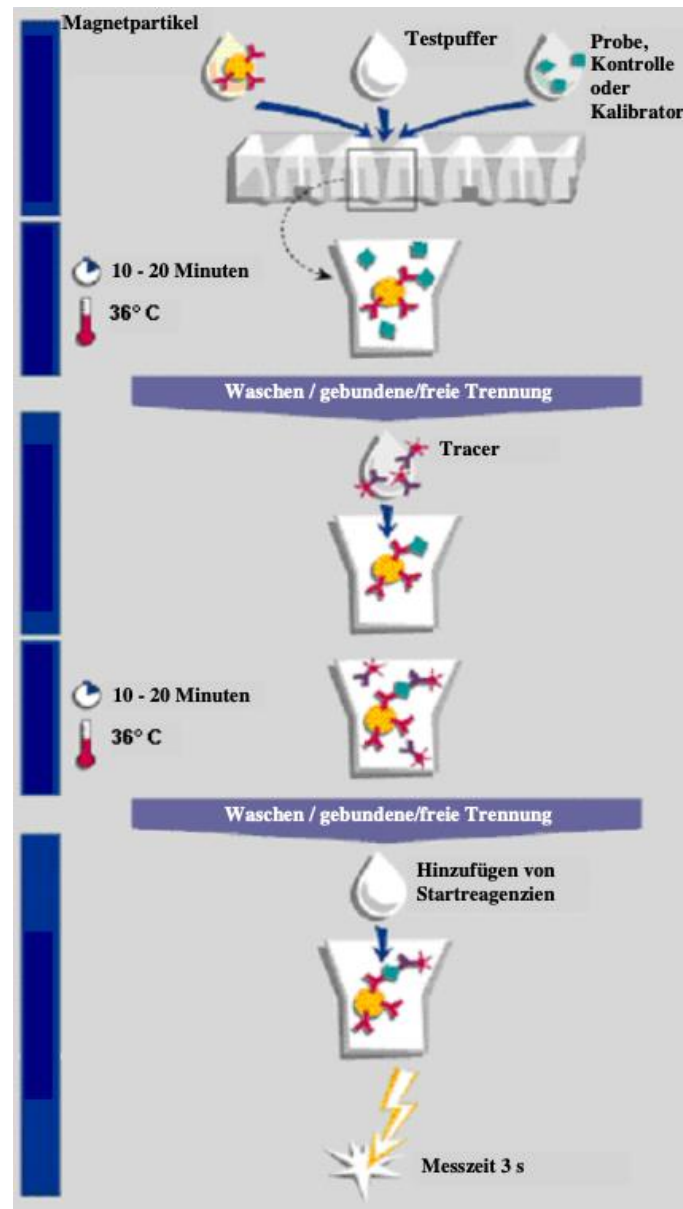 Magnetpartikel
Testpuffer
Probe,
Kontrolle
oder
Kalibrator
10 - 20 Minuten
36° C
Waschen / gebundene/freie Trennung
Tracer
10 - 20 Minuten
36° C
Waschen / gebundene/freie Trennung
Hinzufügen von
Startreagenzien
Messzeit 3 s